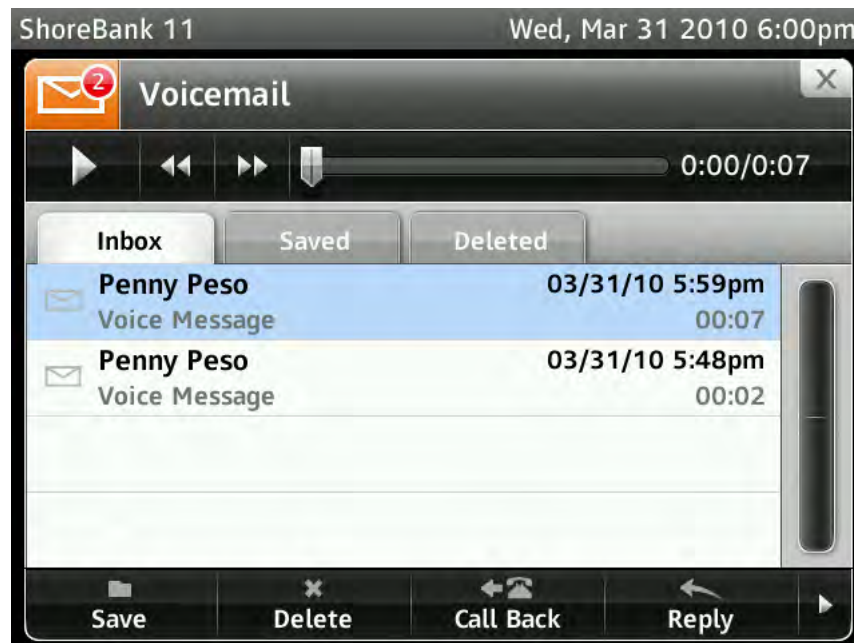 ShoreBank 11 Wed, Mar 31 2010 6:00pm
2 Voicemail X
0:00/0:07
Inbox Saved Deleted
Penny Peso 03/31/10 5:59pm
Voice Message 00:07
Penny Peso 03/31/10 5:48pm
Voice Message 00:02
Save Delete Call Back Reply